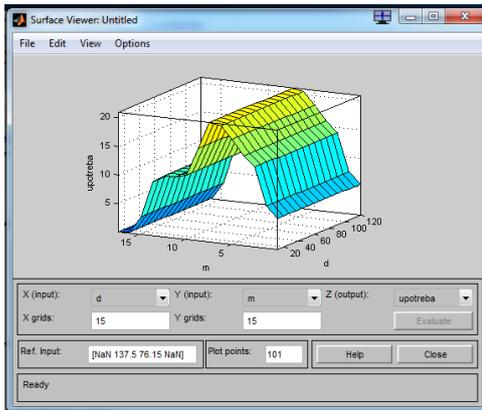 Surface Viewer: Untitled
File Edit View Options
20
15
10
5
upotreba
15
10
5
m
20 40 60 80 100 120
d
X (input): d Y (input): m Z (output): upotreba
X grids: 15 Y grids: 15 Evaluate
Ref. Input: [NaN 137.5 76.15 NaN] Plot points: 101 Help Close
Ready